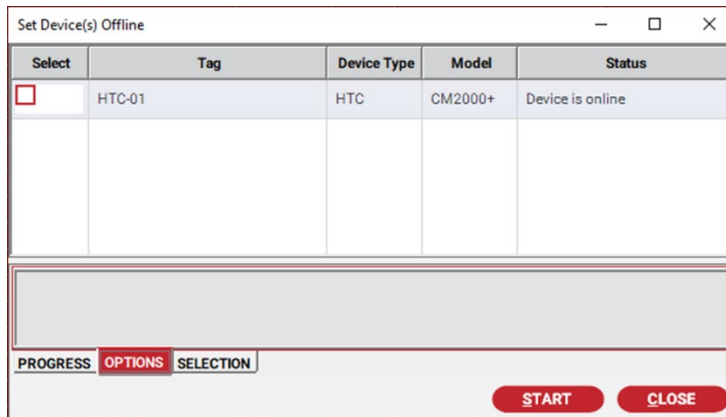 Set Device(s) Offline
Select Tag Device Type Model Status
HTC-01 HTC CM2000+ Device is online
PROGRESS OPTIONS SELECTION
START CLOSE